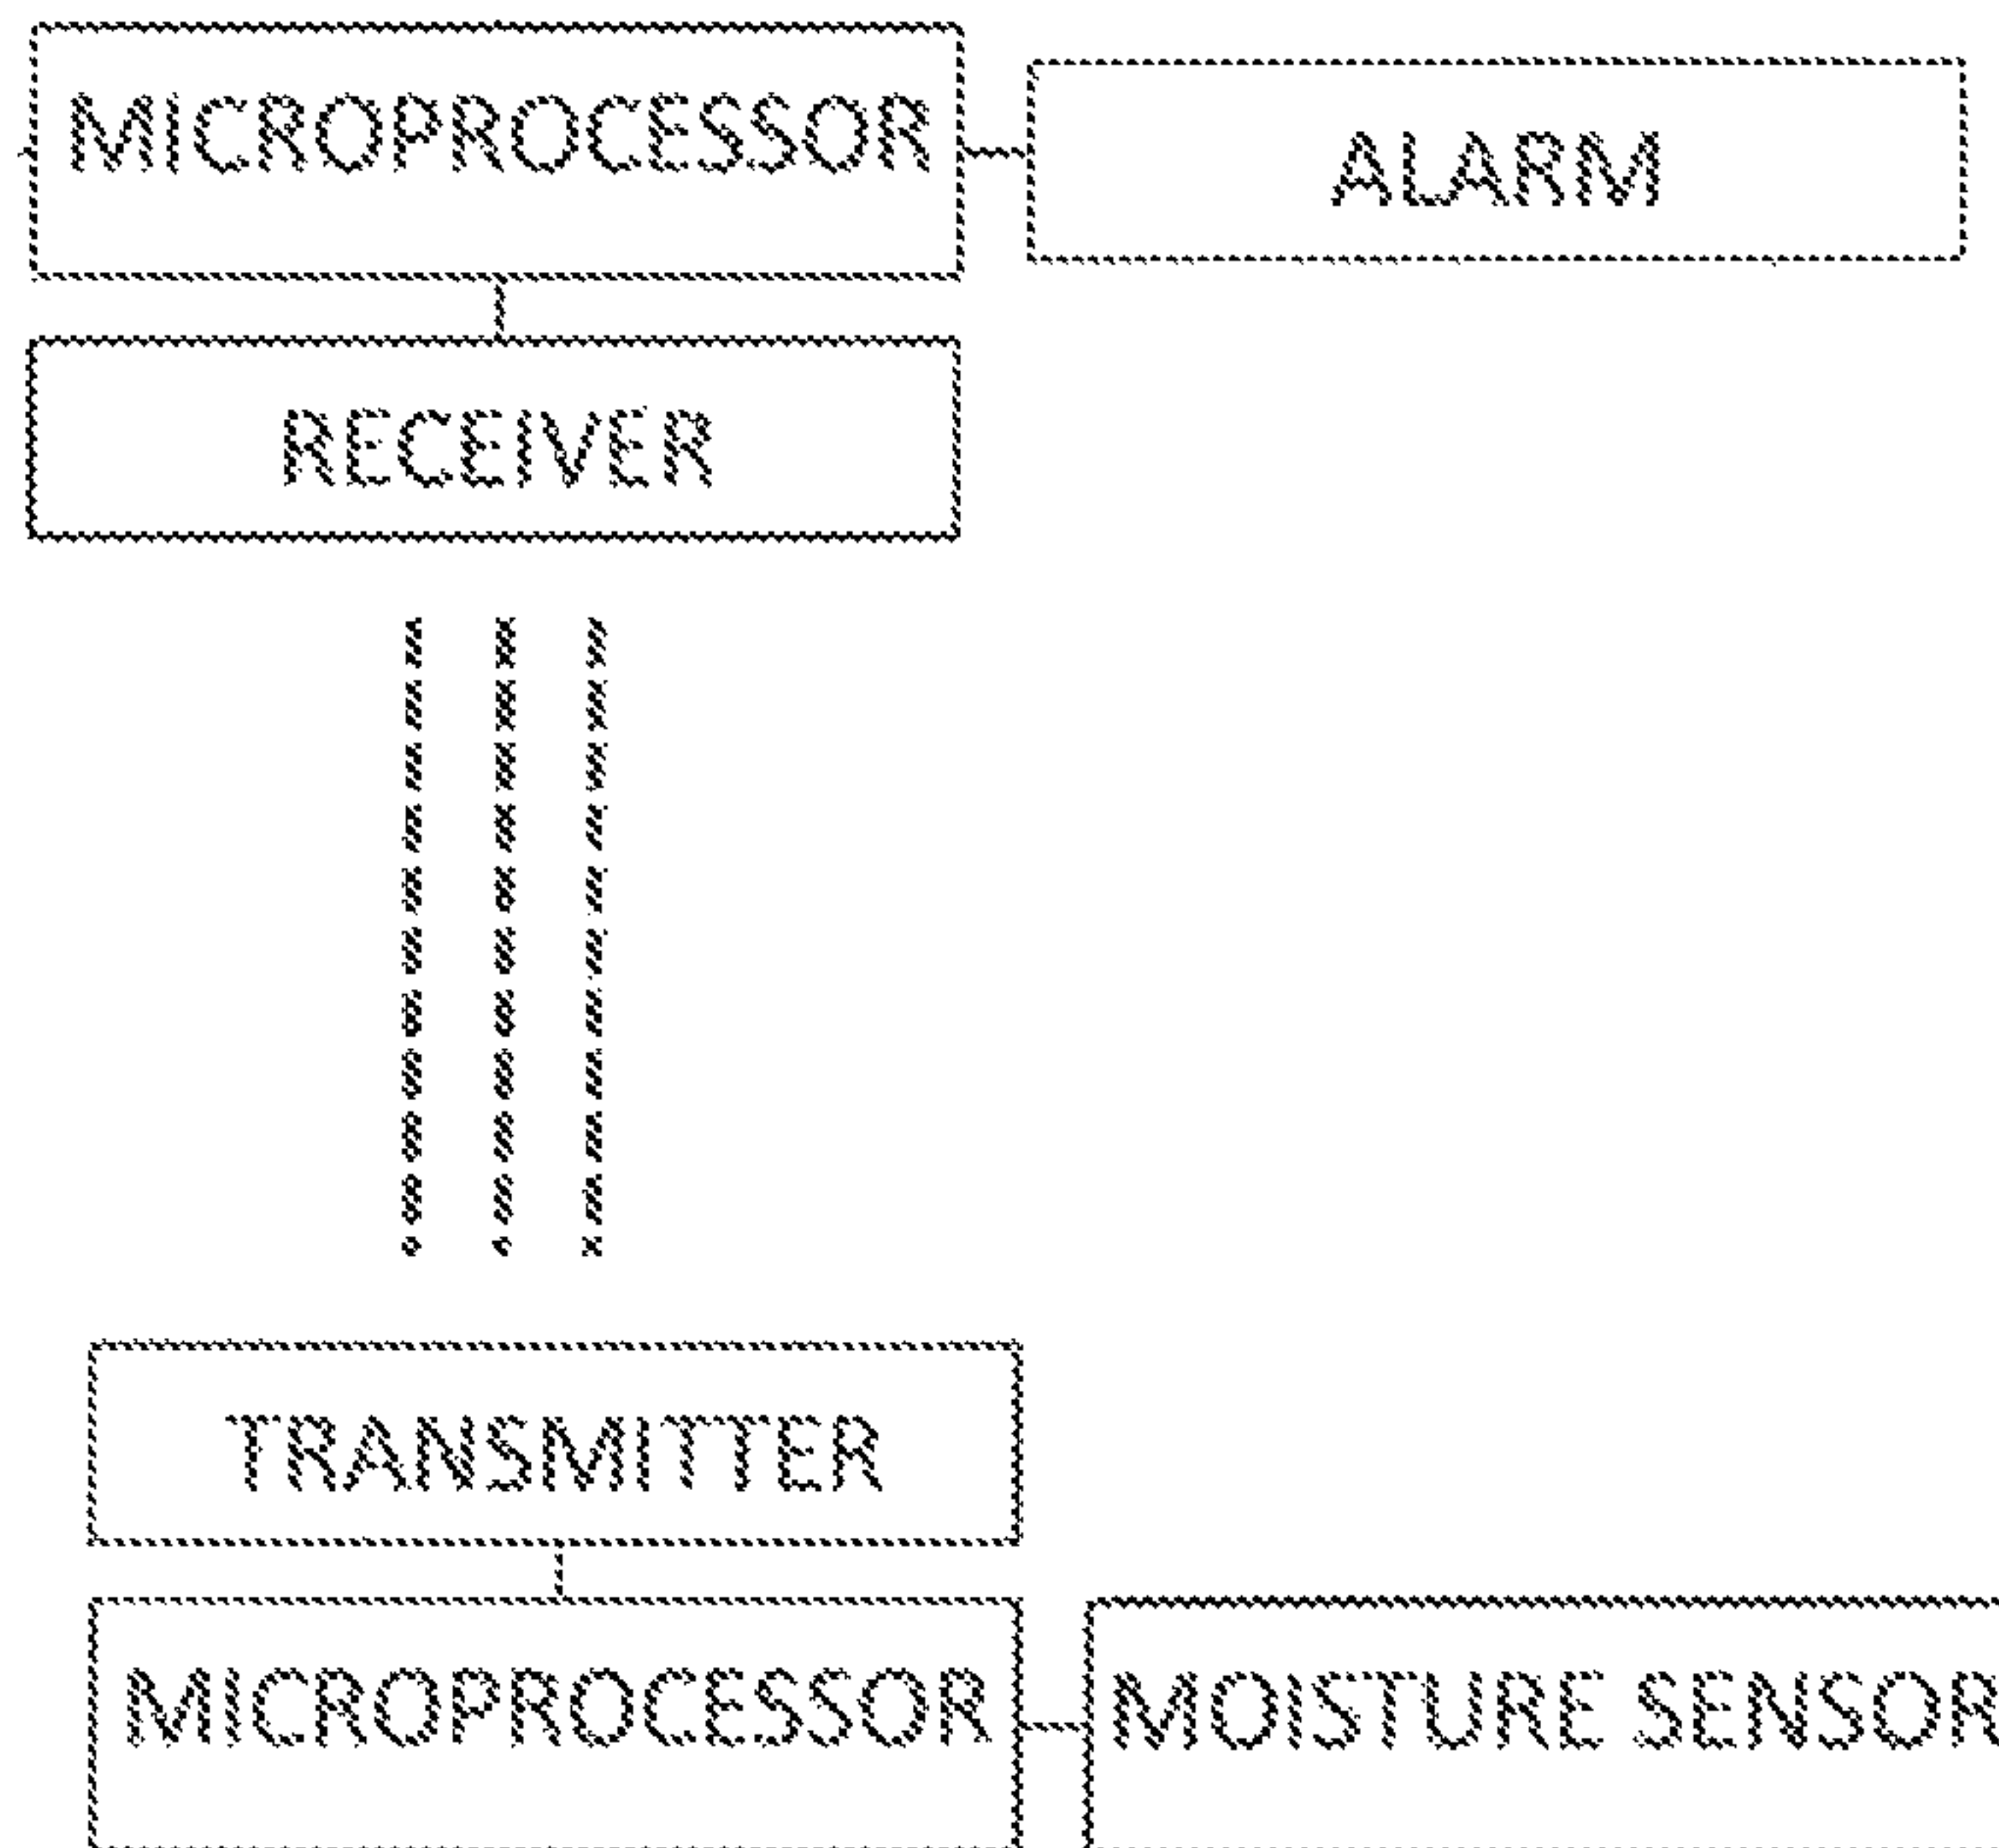 MICROPROCESSOR
ALARM
RECEIVER
TRANSMITTER
MICROPROCESSOR
MOISTURE SENSOR